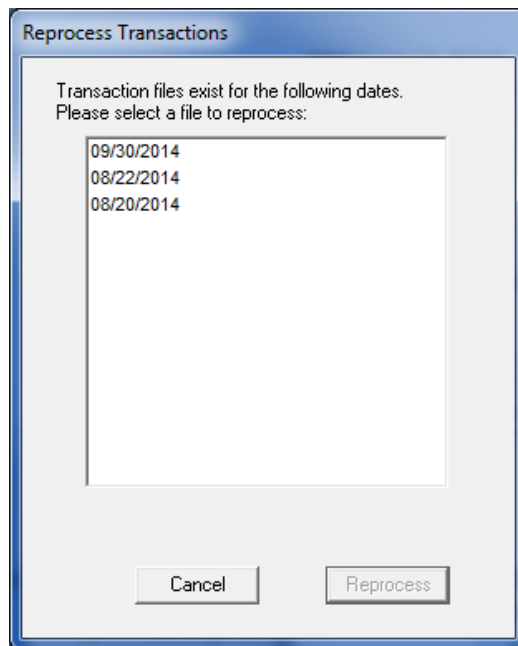 Reprocess Transactions
Transaction files exist for the following dates.
Please select a file to reprocess:
09/30/2014
08/22/2014
08/20/2014
Cancel
Reprocess